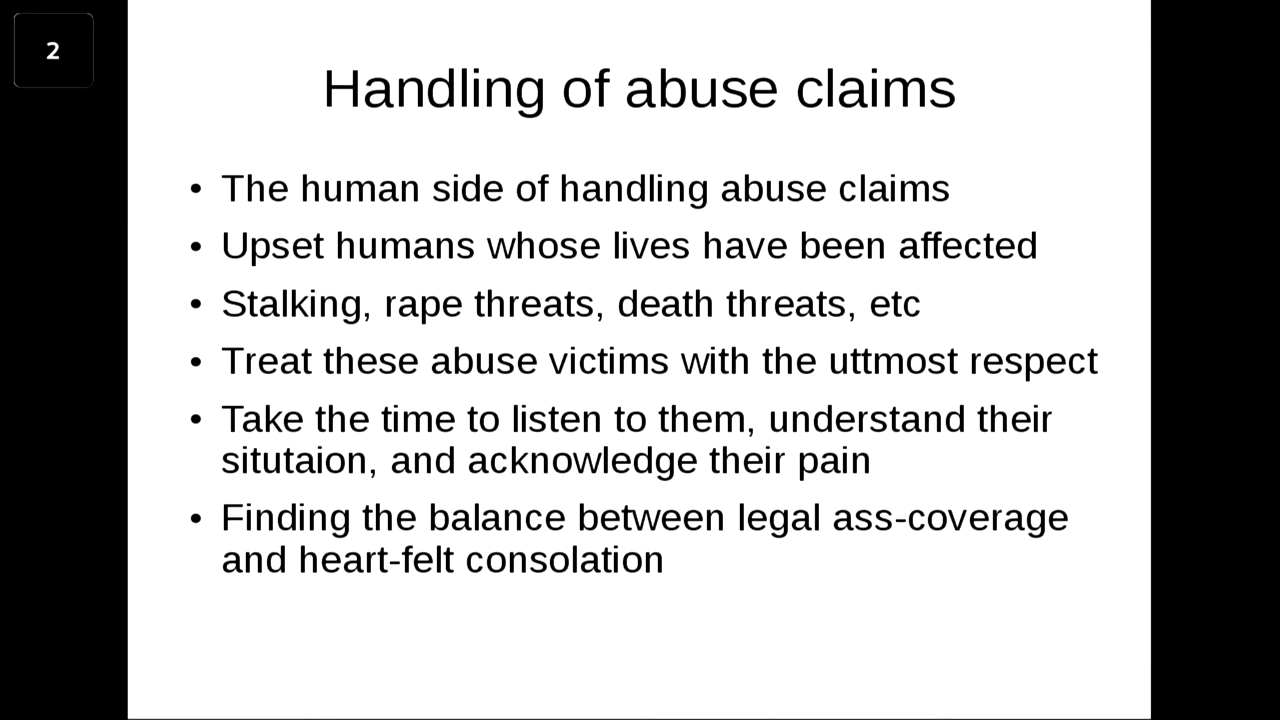 2
Handling of abuse claims
• The human side of handling abuse claims
• Upset humans whose lives have been affected
• Stalking, rape threats, death threats, etc
• Treat these abuse victims with the uttmost respect
• Take the time to listen to them, understand their
situtaion, and acknowledge their pain
• Finding the balance between legal ass-coverage
and heart-felt consolation